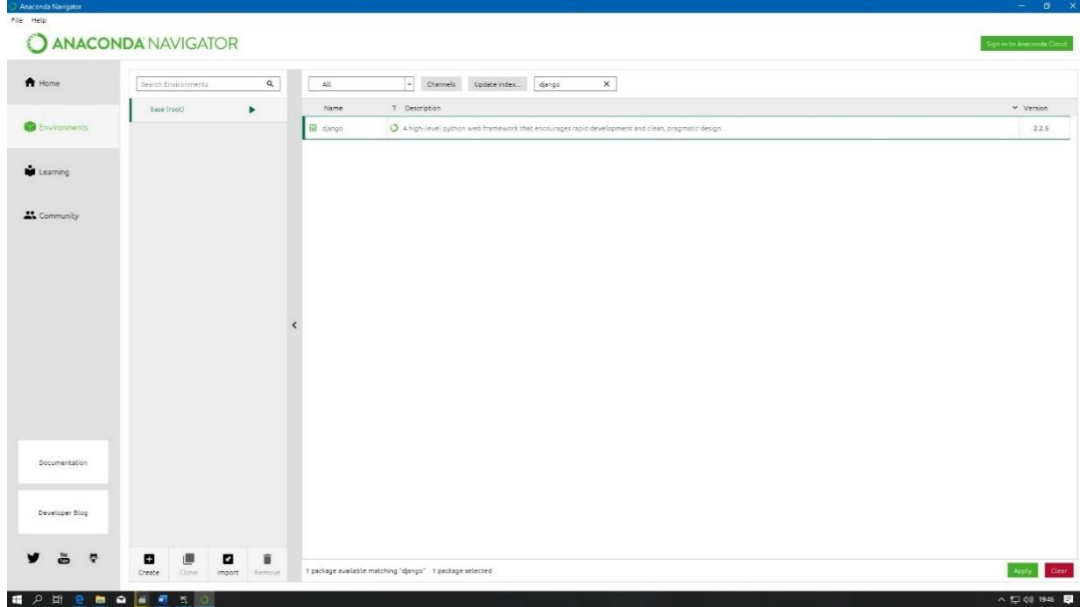 Anaconda Navigator
File Help
ANACONDA NAVIGATOR
Sign in to Anaconda Cloud
Home
Environments
Learning
Community
Documentation
Developer Blog
Search Environments
base (root)
Create Clone Import Remove
All Channels Update index... django X
Name T Description Version
django A high-level python web framework that encourages rapid development and clean, pragmatic design. 2.2.5
1 package available matching "django" 1 package selected
Apply Clear
19:46